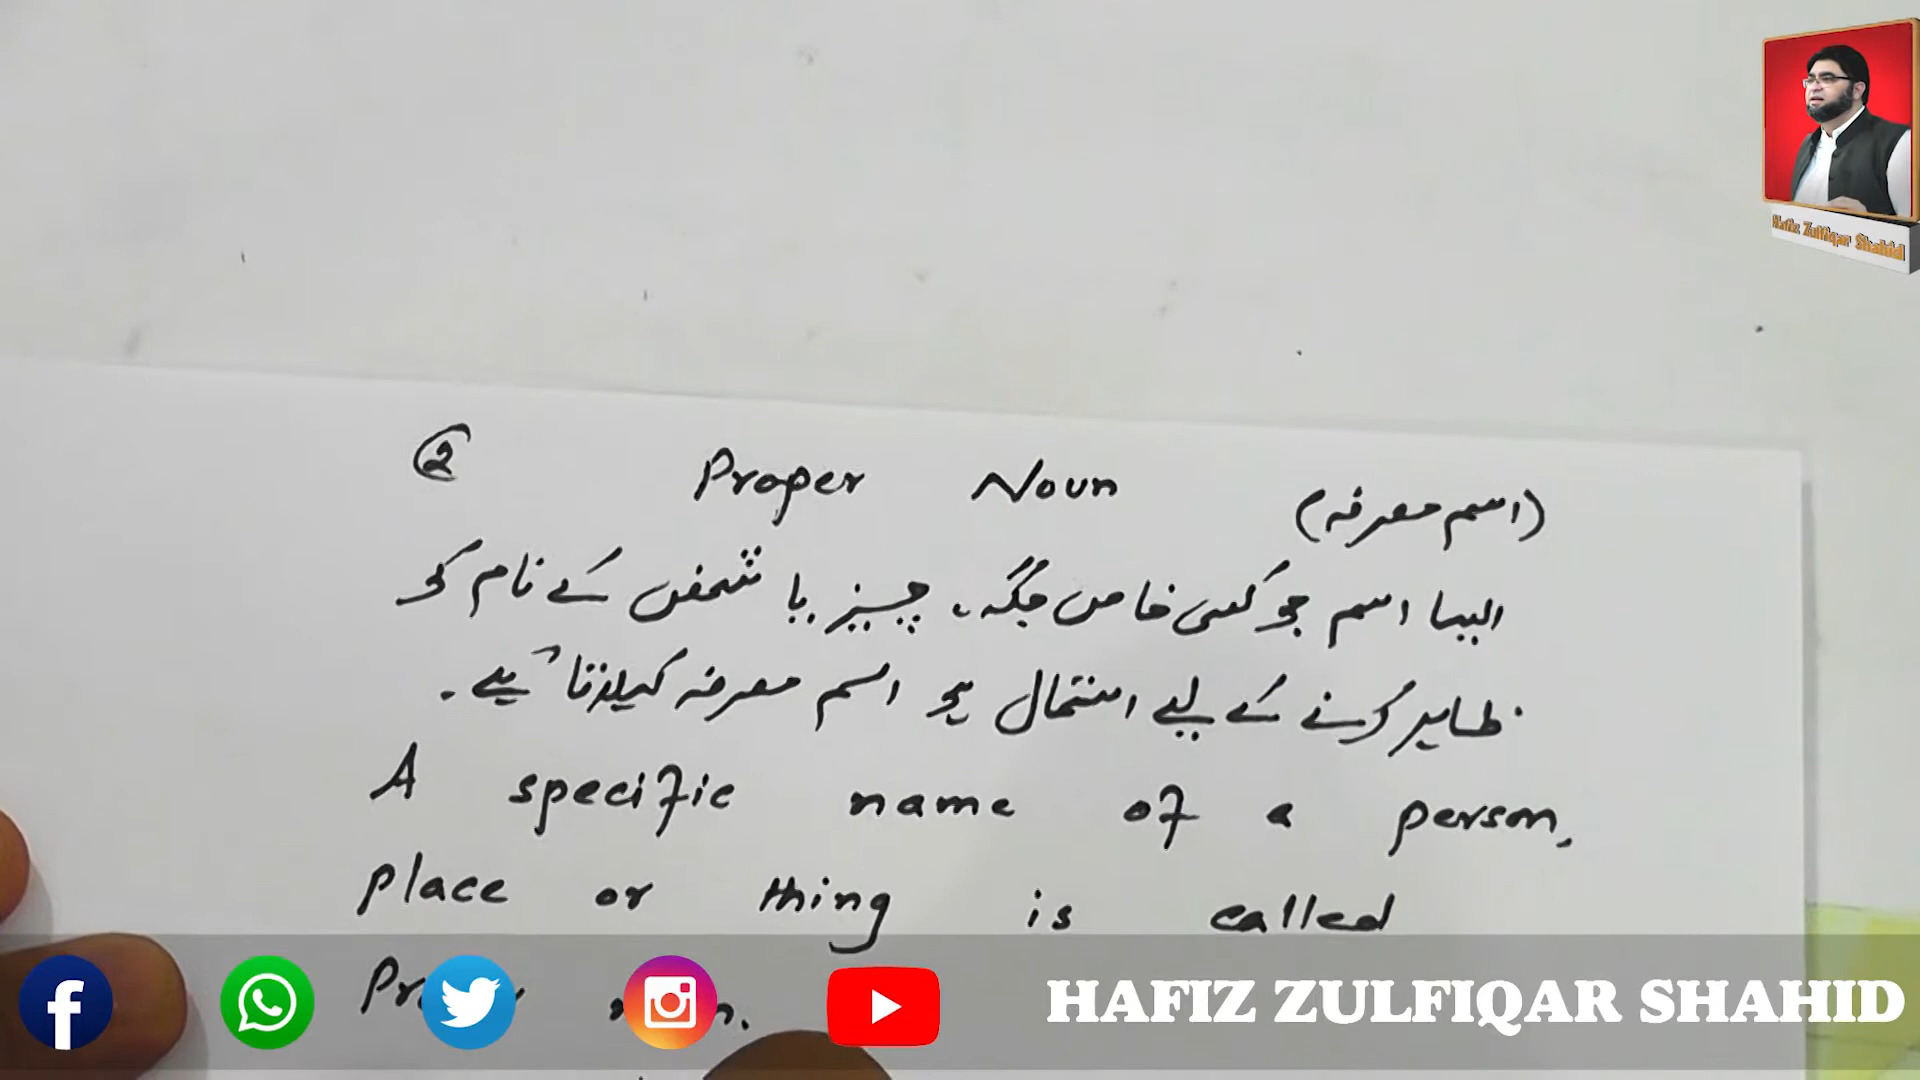 ② Proper Noun (اسم معرفہ)
ایسا اسم جو کسی خاص جگہ، چیز یا شخص کے نام کو
ظاہر کرنے کے لیے استعمال ہو اسم معرفہ کہلاتا ہے۔
A specific name of a person,
place or thing is called
Hafiz Zulfiqar Shahid
HAFIZ ZULFIQAR SHAHID